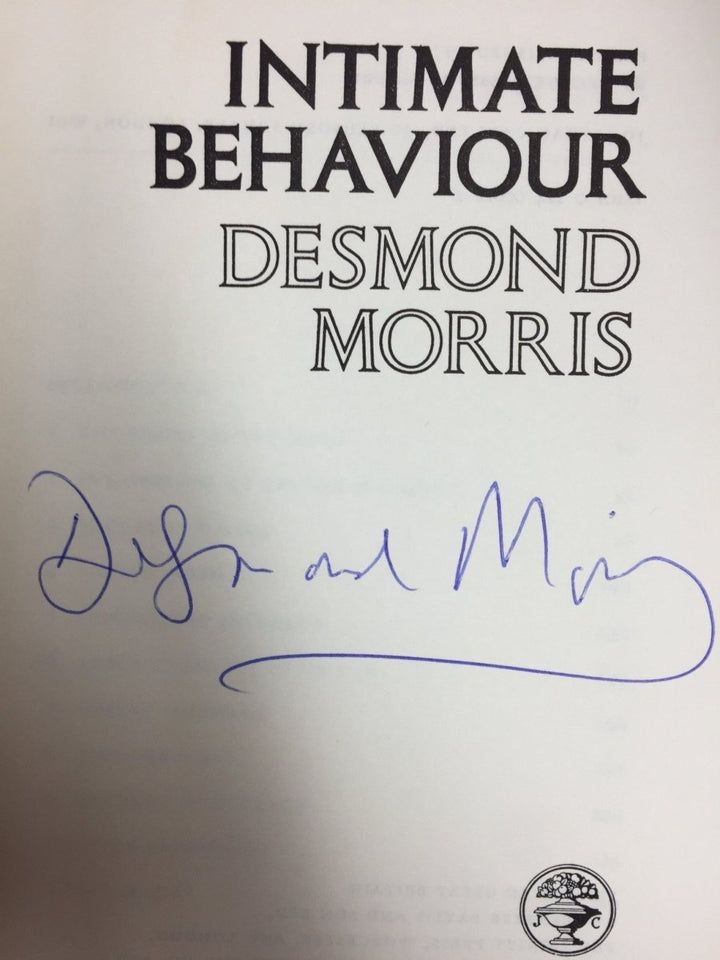 INTIMATE
BEHAVIOUR
DESMOND
MORRIS
Desmond Morris
J C